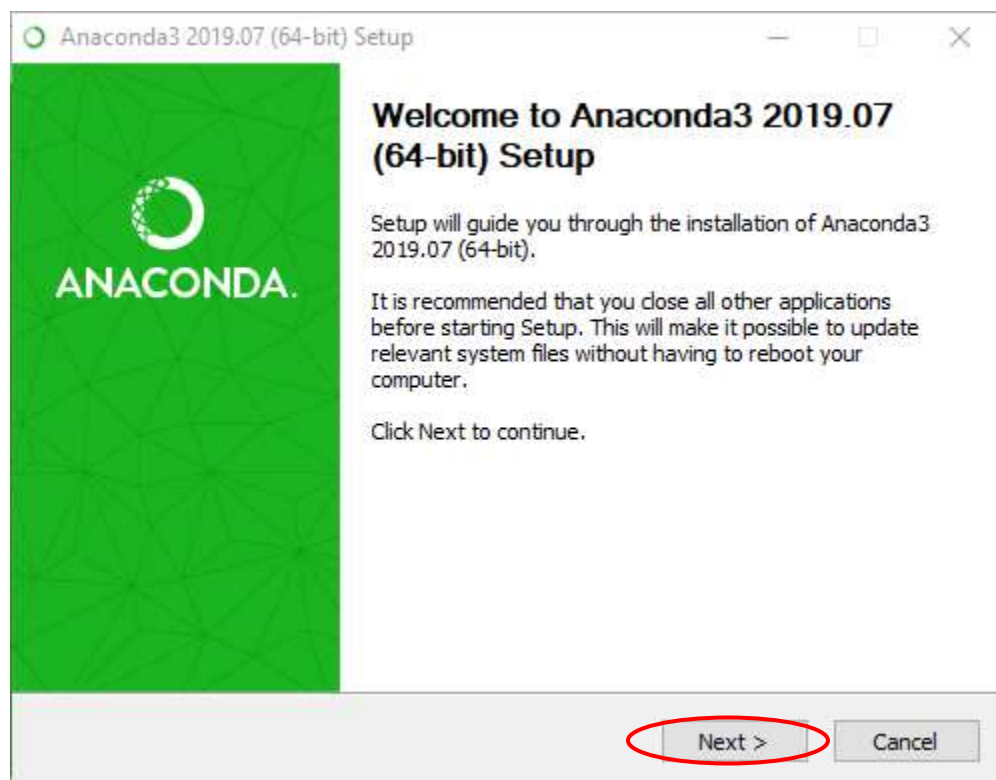 Anaconda3 2019.07 (64-bit) Setup
ANACONDA.
Welcome to Anaconda3 2019.07
(64-bit) Setup
Setup will guide you through the installation of Anaconda3
2019.07 (64-bit).
It is recommended that you close all other applications
before starting Setup. This will make it possible to update
relevant system files without having to reboot your
computer.
Click Next to continue.
Next >
Cancel